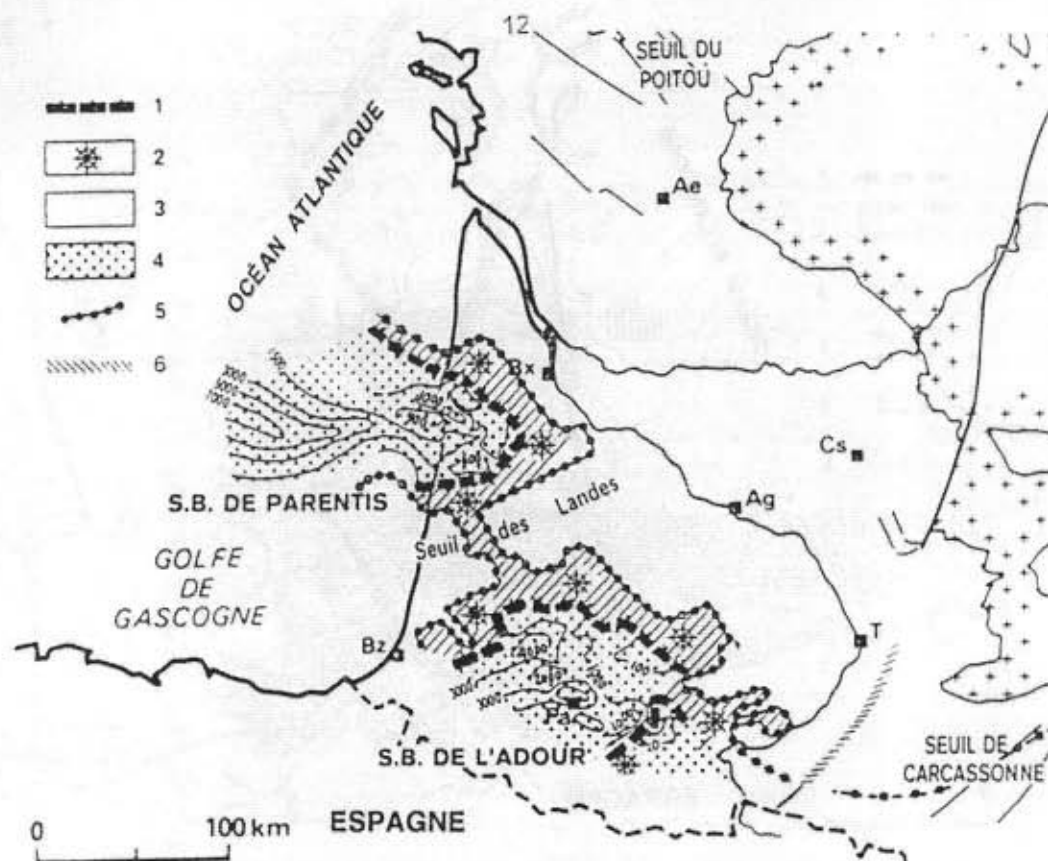 12
SEUIL DU
POITOU
1
2
3
4
5
6
OCÉAN ATLANTIQUE
Ae
Bx
Cs
S.B. DE PARENTIS
Ag
Seuil des Landes
GOLFE
DE
GASCOGNE
Bz
T
Pa
S.B. DE L'ADOUR
SEUIL DE
CARCASSONNE
0 100 km
ESPAGNE